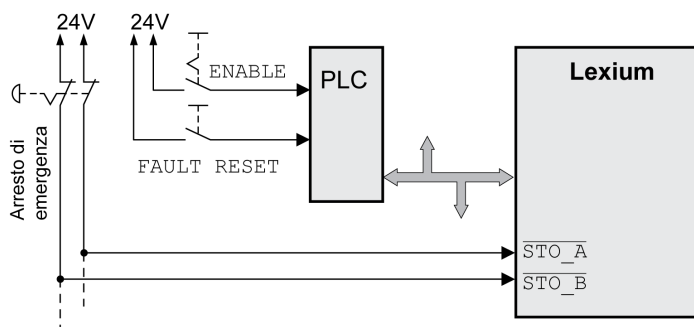 24V 24V
ENABLE
PLC
Lexium
FAULT RESET
Arresto di
emergenza
STO_A
STO_B